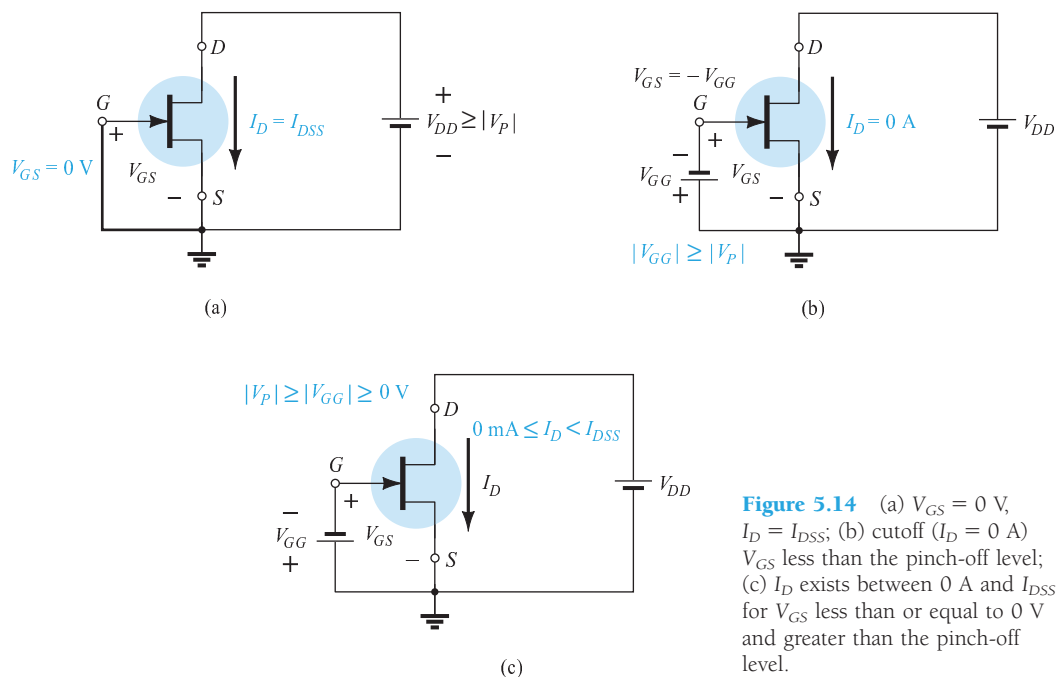 D
G
+
I_D = I_DSS
+
V_DD ≥ |V_P|
−
V_GS = 0 V
V_GS
−
S
(a)
D
V_GS = − V_GG
G
+
I_D = 0 A
V_DD
−
V_GG
+
V_GS
−
S
|V_GG| ≥ |V_P|
(b)
|V_P| ≥ |V_GG| ≥ 0 V
D
0 mA ≤ I_D < I_DSS
G
+
I_D
V_DD
−
V_GG
+
V_GS
−
S
(c)
Figure 5.14 (a) V_GS = 0 V,
I_D = I_DSS; (b) cutoff (I_D = 0 A)
V_GS less than the pinch-off level;
(c) I_D exists between 0 A and I_DSS
for V_GS less than or equal to 0 V
and greater than the pinch-off
level.